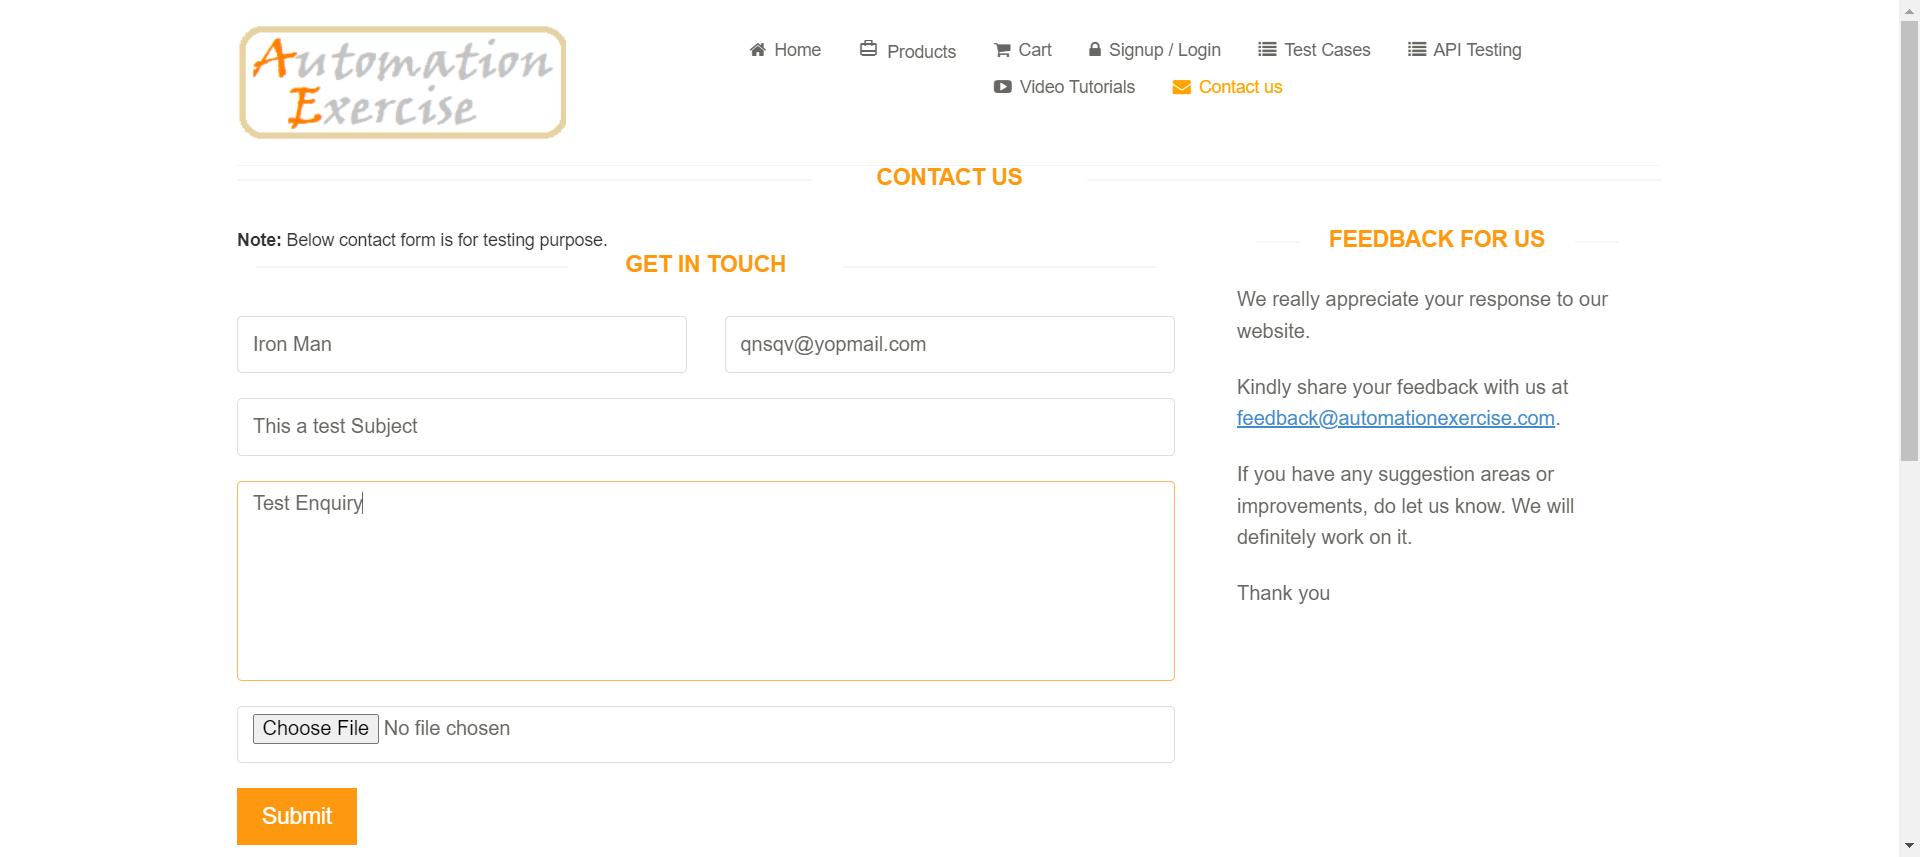 Automation
Exercise
Home
Products
Cart
Signup / Login
Test Cases
API Testing
Video Tutorials
Contact us
CONTACT US
Note: Below contact form is for testing purpose.
GET IN TOUCH
Iron Man
qnsqv@yopmail.com
This a test Subject
Test Enquiry
Choose File No file chosen
Submit
FEEDBACK FOR US
We really appreciate your response to our
website.
Kindly share your feedback with us at
feedback@automationexercise.com.
If you have any suggestion areas or
improvements, do let us know. We will
definitely work on it.
Thank you